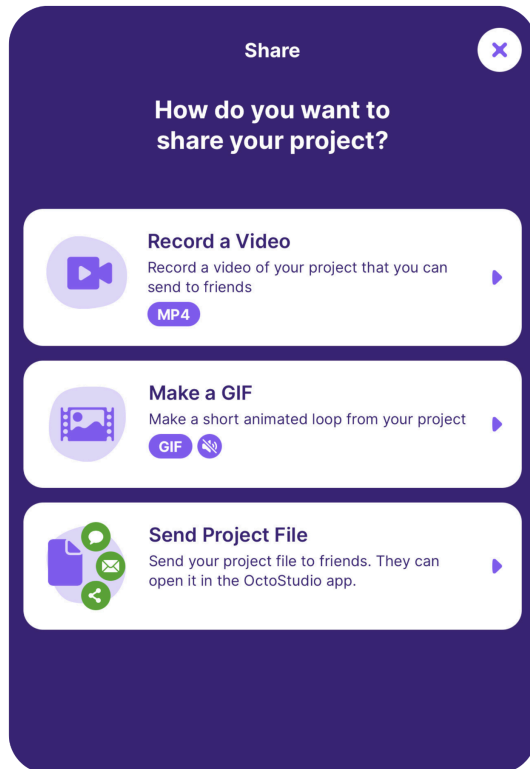 Share
How do you want to
share your project?
Record a Video
Record a video of your project that you can
send to friends
MP4
Make a GIF
Make a short animated loop from your project
GIF
Send Project File
Send your project file to friends. They can
open it in the OctoStudio app.